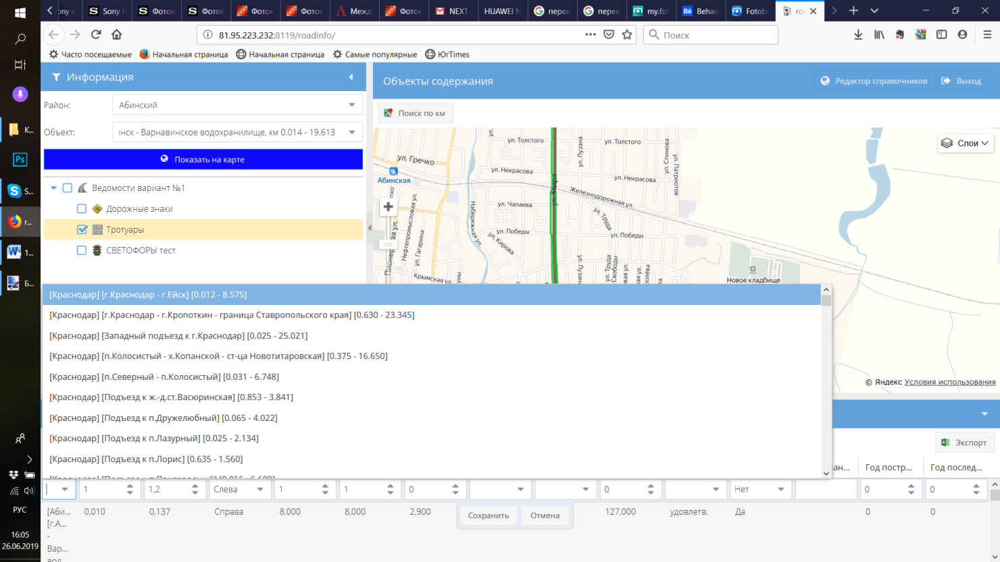 Sony
Фоток
Фоток
Фоток
Фоток
Межд
Фоток
NEXT-
HUAWEI N
перев
перев
my.fot
Behan
Fotobi
roa
81.95.223.232:8119/roadinfo/
Поиск
Часто посещаемые
Начальная страница
Начальная страница
Самые популярные
ЮгTimes
Информация
Район:
Абинский
Объект:
інск - Варнавинское водохранилище, км 0.014 - 19.613
Показать на карте
Ведомости вариант №1
Дорожные знаки
Тротуары
СВЕТОФОРЫ тест
Объекты содержания
Редактор справочников
Выход
Поиск по км
Слои
ул. Толстого
ул. Толстого
ул. Лузана
ул. Спинова
ул. Патриотов
ул. Гречко
ул. Некрасова
ул. Некрасова
Абинская
ул. Мира
Железнодорожная ул.
Нефтепромысловая ул.
Набережная ул.
ул. Чапаева
ул. Труда
ул. Гагарина
ул. Победы
ул. Победы
ул. Кирова
Крымская ул.
ул. Лузана
ул. Труда
Свободы
Новое кладбище
© Яндекс Условия использования
[Краснодар] [г.Краснодар - г.Ейск] [0.012 - 8.575]
[Краснодар] [г.Краснодар - г.Кропоткин - граница Ставропольского края] [0.630 - 23.345]
[Краснодар] [Западный подъезд к г.Краснодар] [0.025 - 25.021]
[Краснодар] [п.Колосистый - х.Копанской - ст-ца Новотитаровская] [0.375 - 16.650]
[Краснодар] [п.Северный - п.Колосистый] [0.031 - 6.748]
[Краснодар] [Подъезд к ж.-д.ст.Васюринская] [0.853 - 3.841]
[Краснодар] [Подъезд к п.Дружелюбный] [0.065 - 4.022]
[Краснодар] [Подъезд к п.Лазурный] [0.025 - 2.134]
[Краснодар] [Подъезд к п.Лорис] [0.635 - 1.560]
Экспорт
ан... Год постр... Год послед...
1 1,2 Слева 1 1 0 0 Нет 0 0
[Аби... 0,010 0,137 Справа 8,000 8,000 2,900 127,000 удовлетв. Да 0 0
[г.А...
-
Вар...
вод
Сохранить Отмена
К...
Ps
S...
r...
1...
Б...
РУС
16:05
26.06.2019